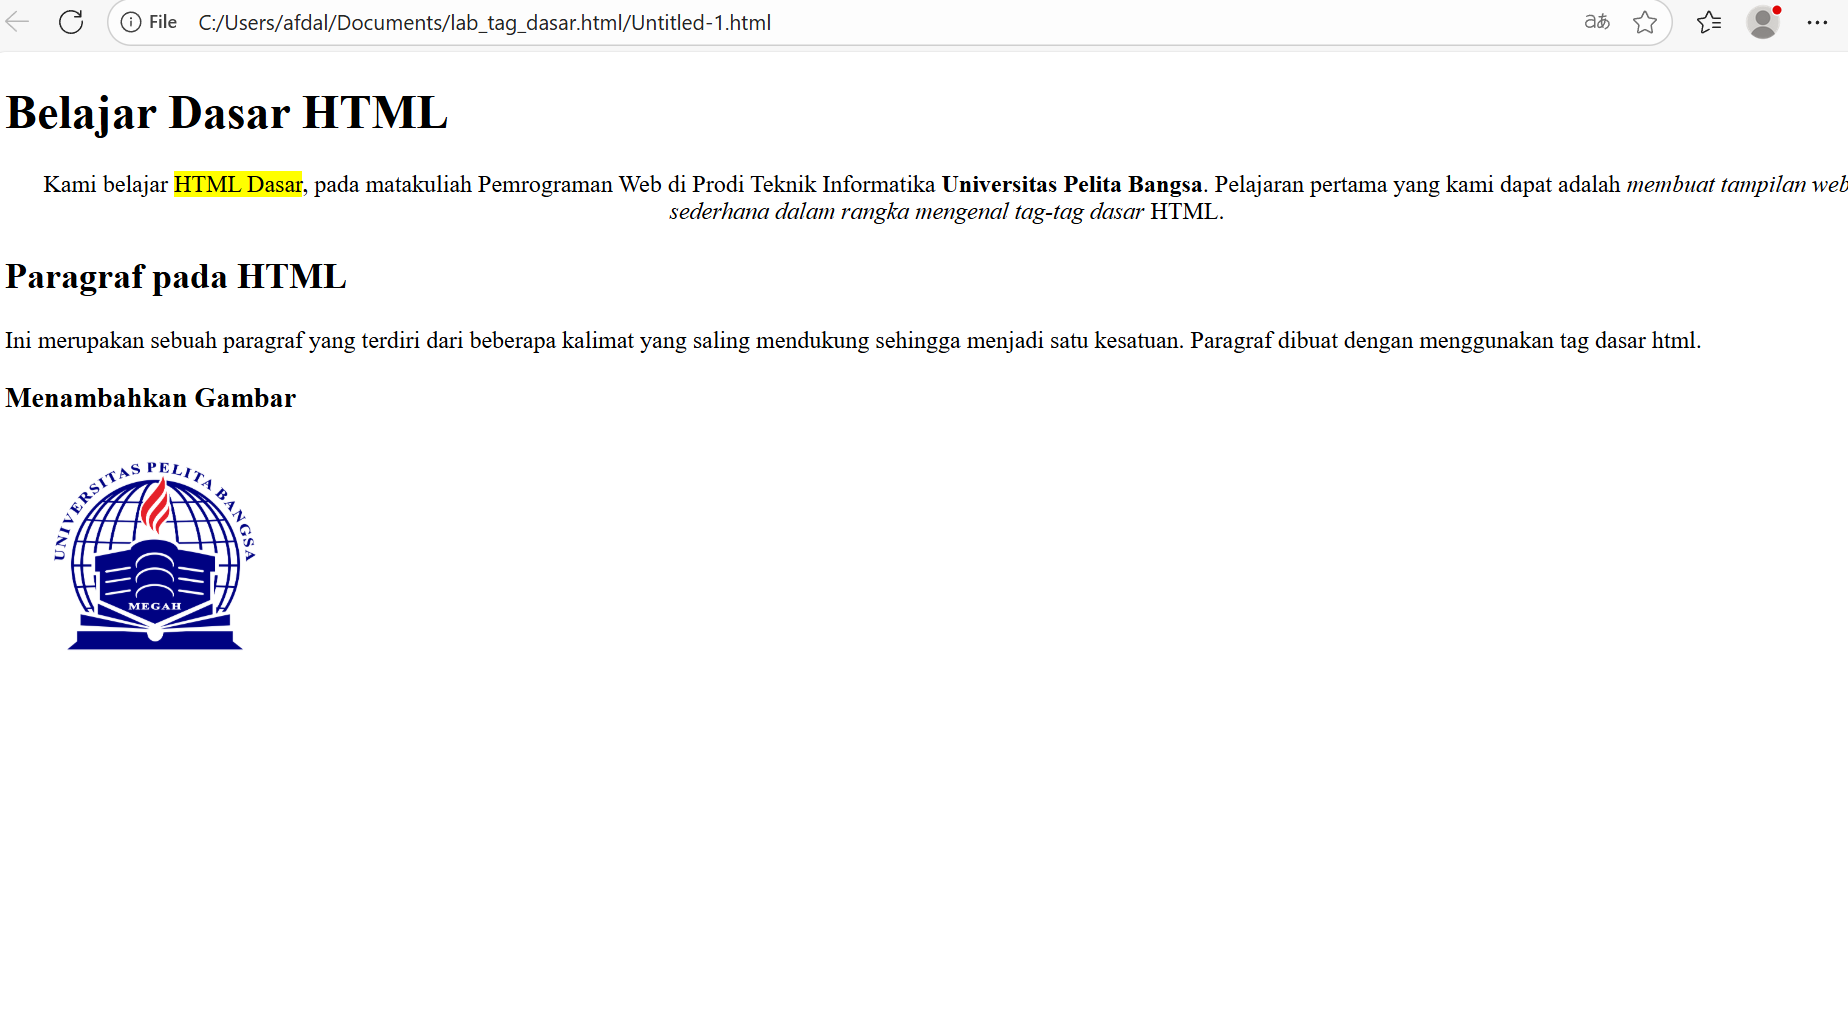 File C:/Users/afdal/Documents/lab_tag_dasar.html/Untitled-1.html aあ
Belajar Dasar HTML
Kami belajar HTML Dasar, pada matakuliah Pemrograman Web di Prodi Teknik Informatika Universitas Pelita Bangsa. Pelajaran pertama yang kami dapat adalah membuat tampilan web
sederhana dalam rangka mengenal tag-tag dasar HTML.
Paragraf pada HTML
Ini merupakan sebuah paragraf yang terdiri dari beberapa kalimat yang saling mendukung sehingga menjadi satu kesatuan. Paragraf dibuat dengan menggunakan tag dasar html.
Menambahkan Gambar
UNIVERSITAS PELITA BANGSA
MEGAH